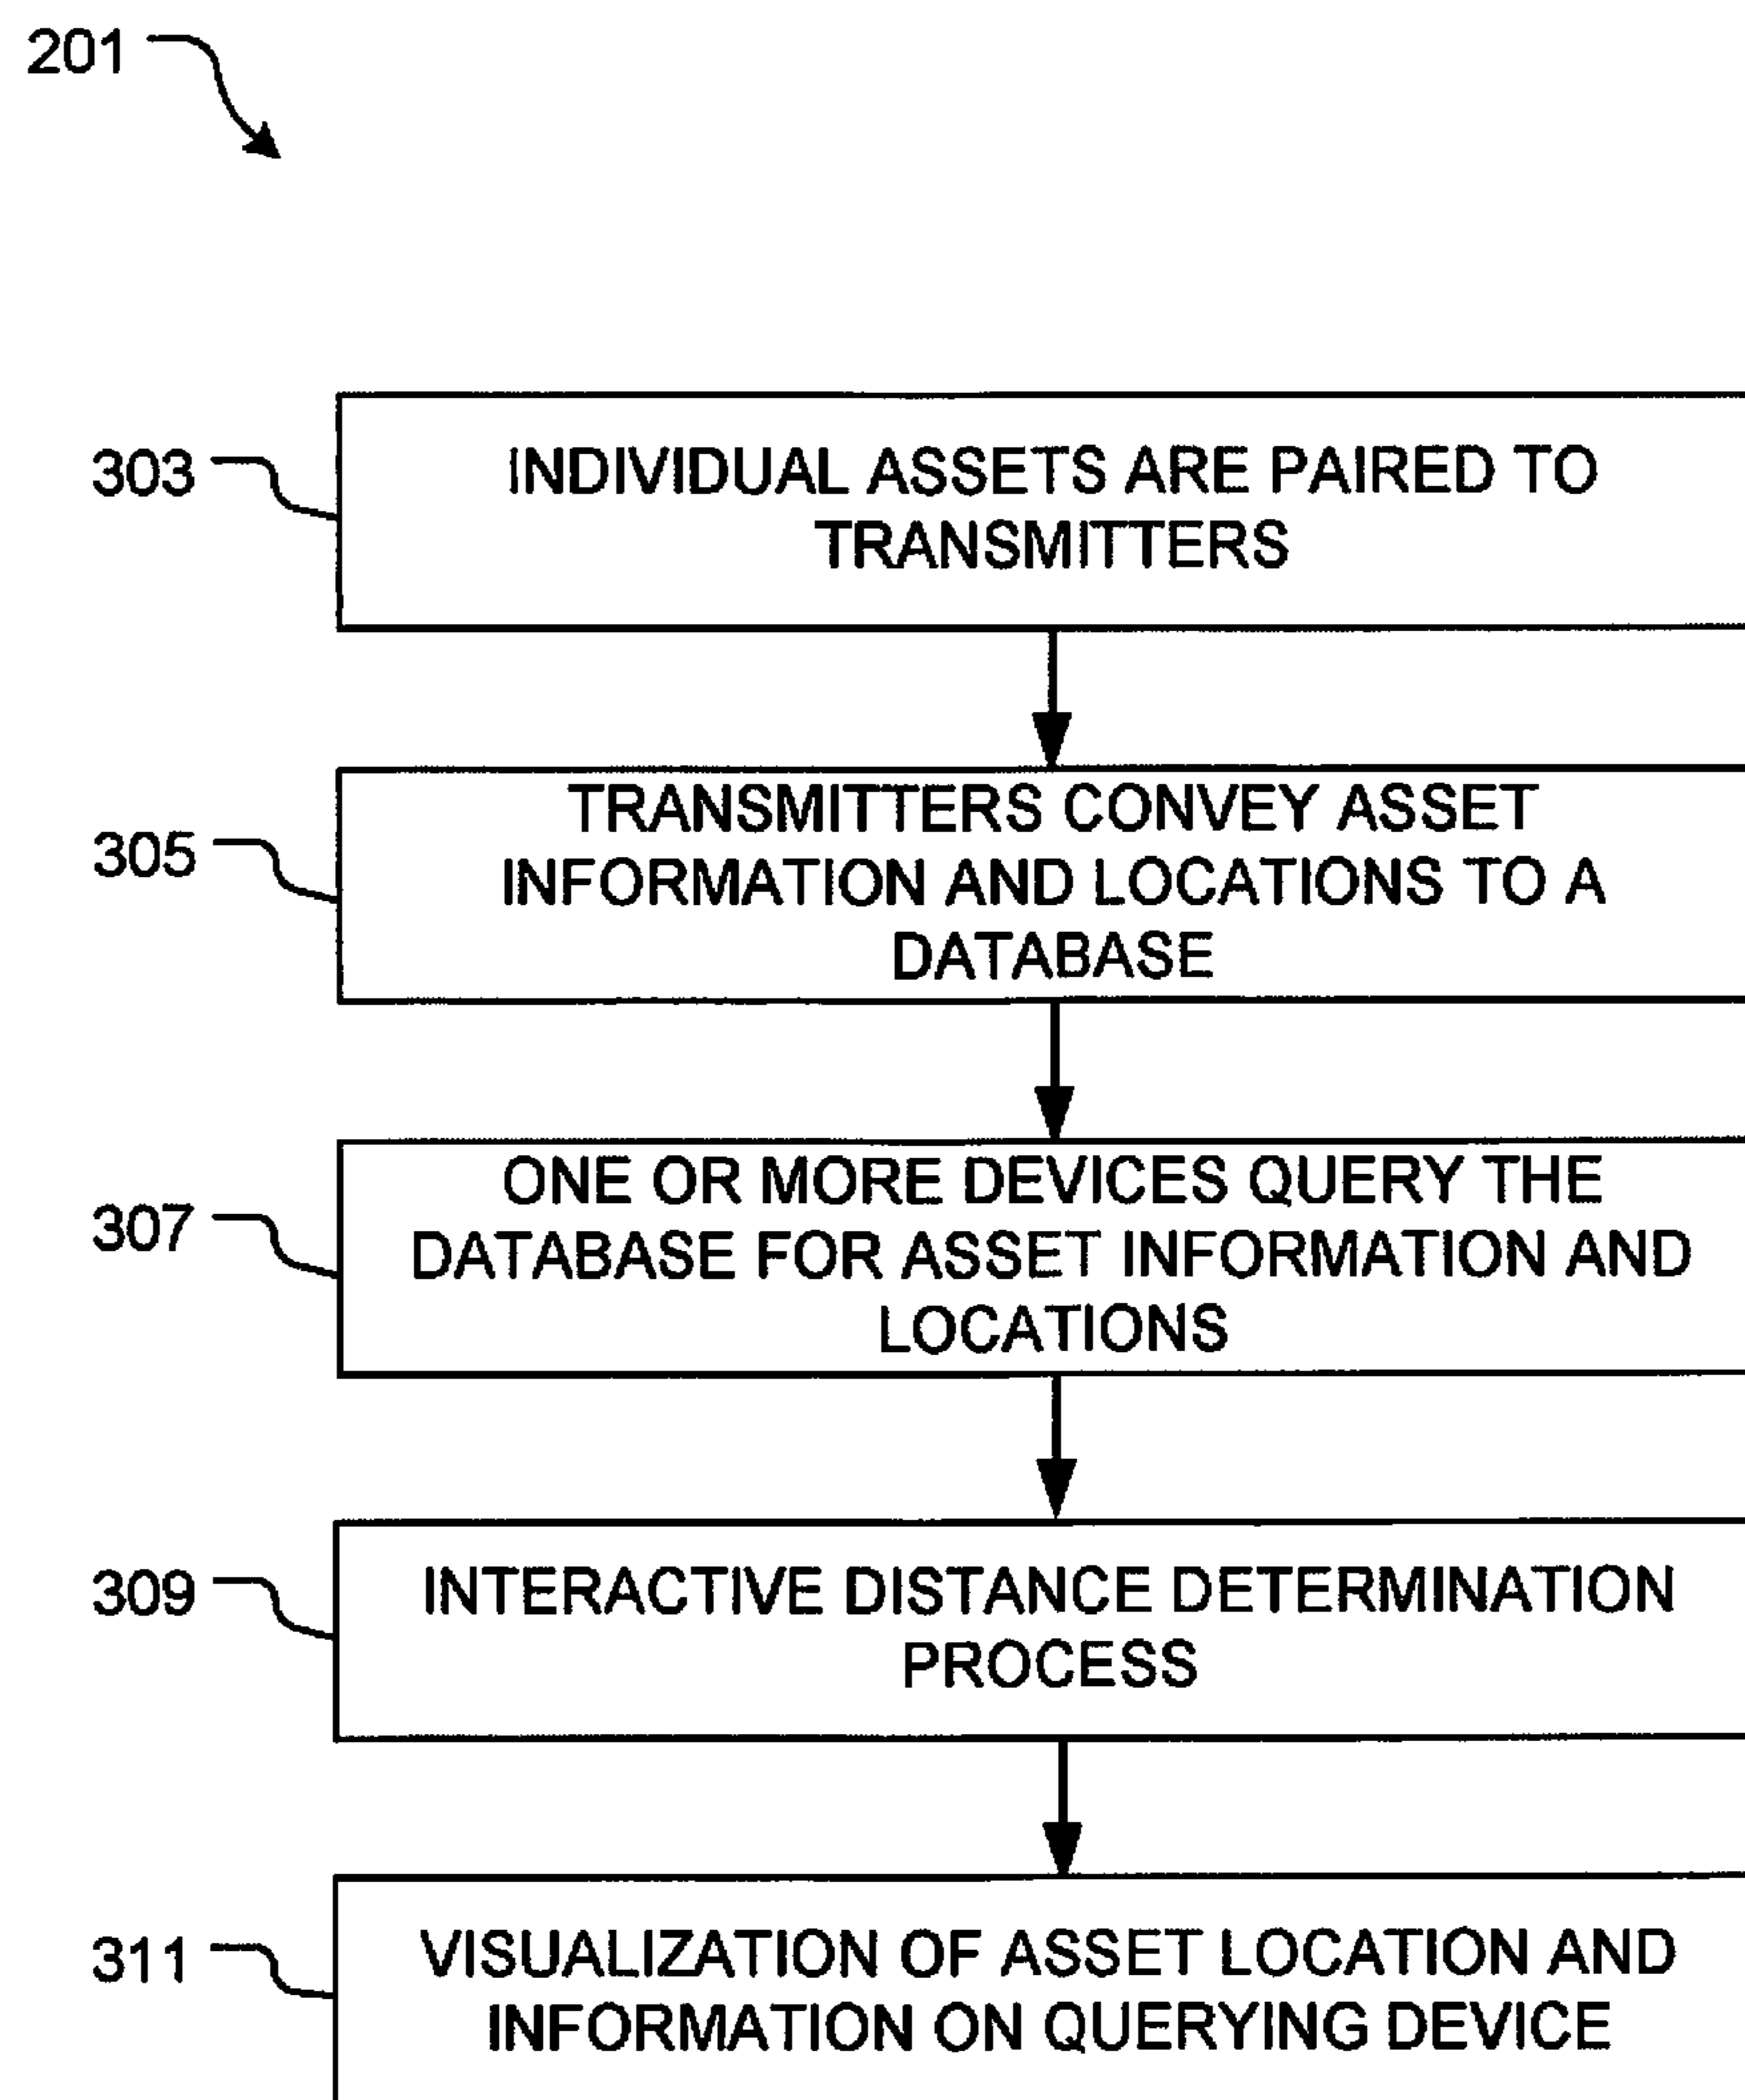 201
303
INDIVIDUAL ASSETS ARE PAIRED TO
TRANSMITTERS
305
TRANSMITTERS CONVEY ASSET
INFORMATION AND LOCATIONS TO A
DATABASE
307
ONE OR MORE DEVICES QUERY THE
DATABASE FOR ASSET INFORMATION AND
LOCATIONS
309
INTERACTIVE DISTANCE DETERMINATION
PROCESS
311
VISUALIZATION OF ASSET LOCATION AND
INFORMATION ON QUERYING DEVICE